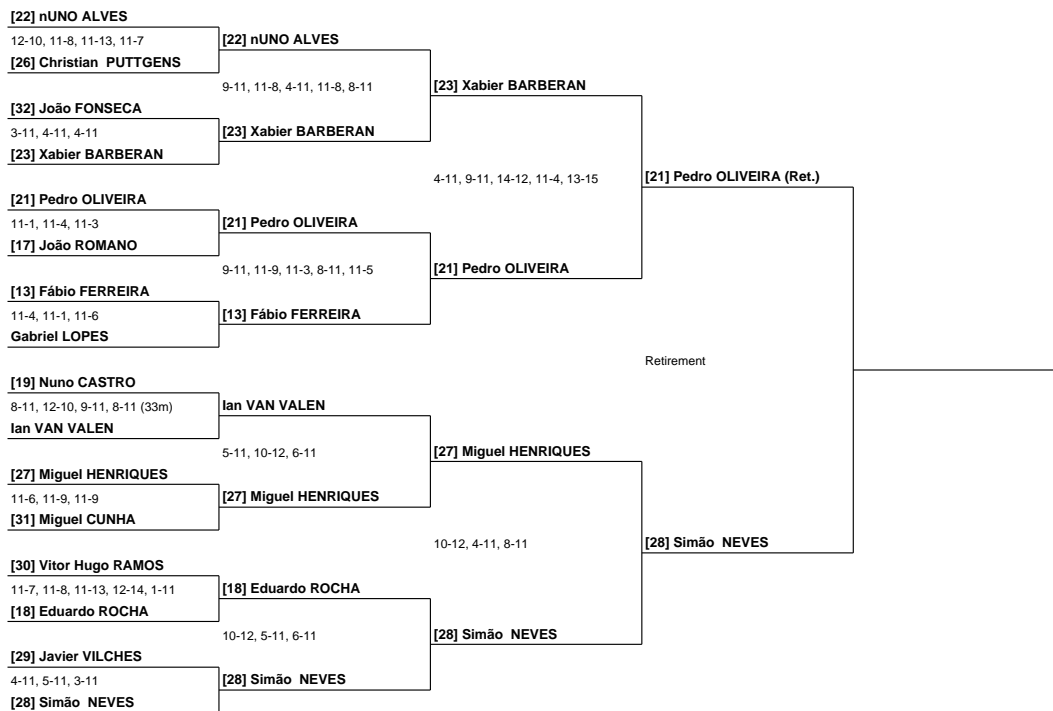 [22] nUNO ALVES
12-10, 11-8, 11-13, 11-7
[26] Christian  PUTTGENS
[32] João FONSECA
3-11, 4-11, 4-11
[23] Xabier BARBERAN
[21] Pedro OLIVEIRA
11-1, 11-4, 11-3
[17] João ROMANO
[13] Fábio FERREIRA
11-4, 11-1, 11-6
Gabriel LOPES
[19] Nuno CASTRO
8-11, 12-10, 9-11, 8-11 (33m)
Ian VAN VALEN
[27] Miguel HENRIQUES
11-6, 11-9, 11-9
[31] Miguel CUNHA
[30] Vitor Hugo RAMOS
11-7, 11-8, 11-13, 12-14, 1-11
[18] Eduardo ROCHA
[29] Javier VILCHES
4-11, 5-11, 3-11
[28] Simão  NEVES
[22] nUNO ALVES
9-11, 11-8, 4-11, 11-8, 8-11
[23] Xabier BARBERAN
[21] Pedro OLIVEIRA
9-11, 11-9, 11-3, 8-11, 11-5
[13] Fábio FERREIRA
Ian VAN VALEN
5-11, 10-12, 6-11
[27] Miguel HENRIQUES
[18] Eduardo ROCHA
10-12, 5-11, 6-11
[28] Simão  NEVES
[23] Xabier BARBERAN
4-11, 9-11, 14-12, 11-4, 13-15
[21] Pedro OLIVEIRA
[27] Miguel HENRIQUES
10-12, 4-11, 8-11
[28] Simão  NEVES
[21] Pedro OLIVEIRA (Ret.)
Retirement
[28] Simão  NEVES